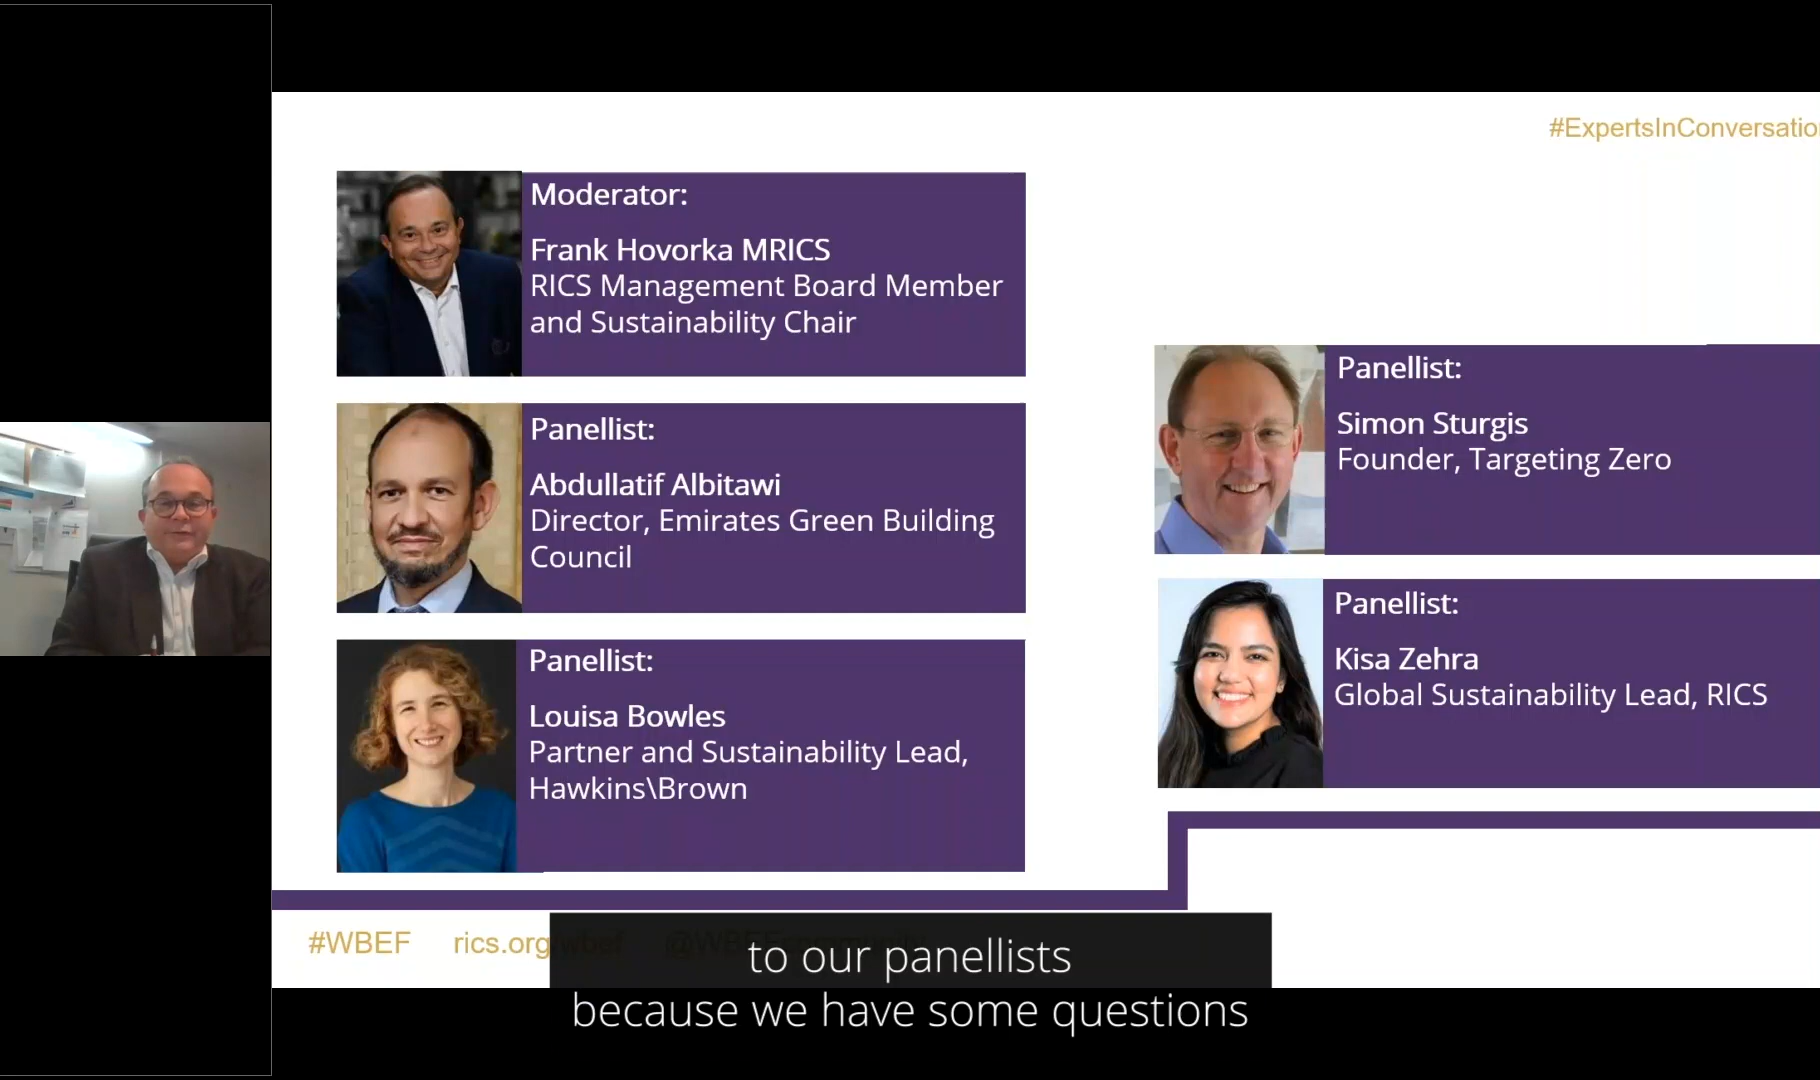 #ExpertsInConversatio
Moderator:
Frank Hovorka MRICS
RICS Management Board Member
and Sustainability Chair
Panellist:
Abdullatif Albitawi
Director, Emirates Green Building
Council
Panellist:
Louisa Bowles
Partner and Sustainability Lead,
Hawkins\Brown
Panellist:
Simon Sturgis
Founder, Targeting Zero
Panellist:
Kisa Zehra
Global Sustainability Lead, RICS
#WBEF rics.org/wbef
to our panellists
because we have some questions